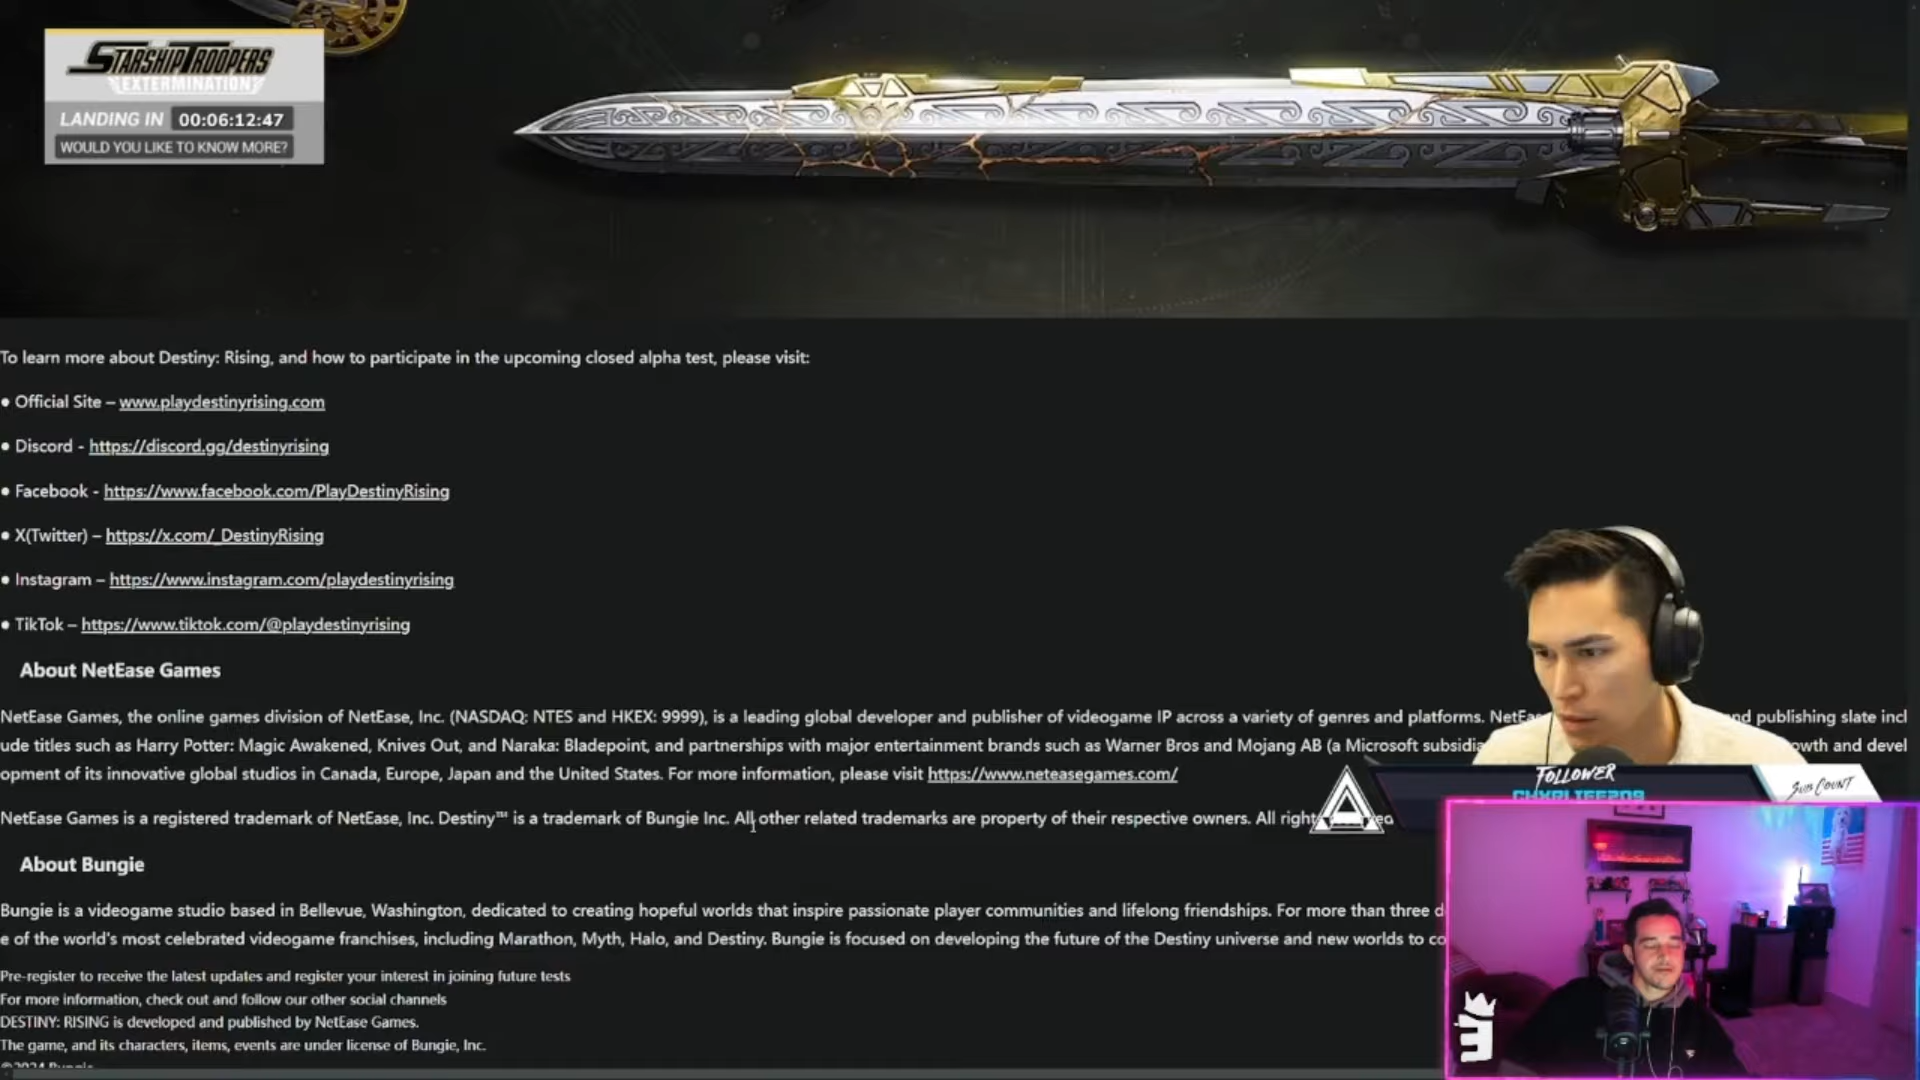 STARSHIP TROOPERS
EXTERMINATION
LANDING IN 00:06:12:47
WOULD YOU LIKE TO KNOW MORE?
To learn more about Destiny: Rising, and how to participate in the upcoming closed alpha test, please visit:
● Official Site – www.playdestinyrising.com
● Discord - https://discord.gg/destinyrising
● Facebook - https://www.facebook.com/PlayDestinyRising
● X(Twitter) – https://x.com/_DestinyRising
● Instagram – https://www.instagram.com/playdestinyrising
● TikTok – https://www.tiktok.com/@playdestinyrising
About NetEase Games
NetEase Games, the online games division of NetEase, Inc. (NASDAQ: NTES and HKEX: 9999), is a leading global developer and publisher of videogame IP across a variety of genres and platforms. publishing slate incl
ude titles such as Harry Potter: Magic Awakened, Knives Out, and Naraka: Bladepoint, and partnerships with major entertainment brands such as Warner Bros and Mojang AB (a Microsoft and devel
opment of its innovative global studios in Canada, Europe, Japan and the United States. For more information, please visit https://www.neteasegames.com/
FOLLOWER
SUB COUNT
NetEase Games is a registered trademark of NetEase, Inc. Destiny™ is a trademark of Bungie Inc. All other related trademarks are property of their respective owners. All
About Bungie
Bungie is a videogame studio based in Bellevue, Washington, dedicated to creating hopeful worlds that inspire passionate player communities and lifelong friendships. For more than three
e of the world's most celebrated videogame franchises, including Marathon, Myth, Halo, and Destiny. Bungie is focused on developing the future of the Destiny universe and new worlds to
Pre-register to receive the latest updates and register your interest in joining future tests
For more information, check out and follow our other social channels
DESTINY: RISING is developed and published by NetEase Games.
The game, and its characters, items, events are under license of Bungie, Inc.
©2024 Bungie